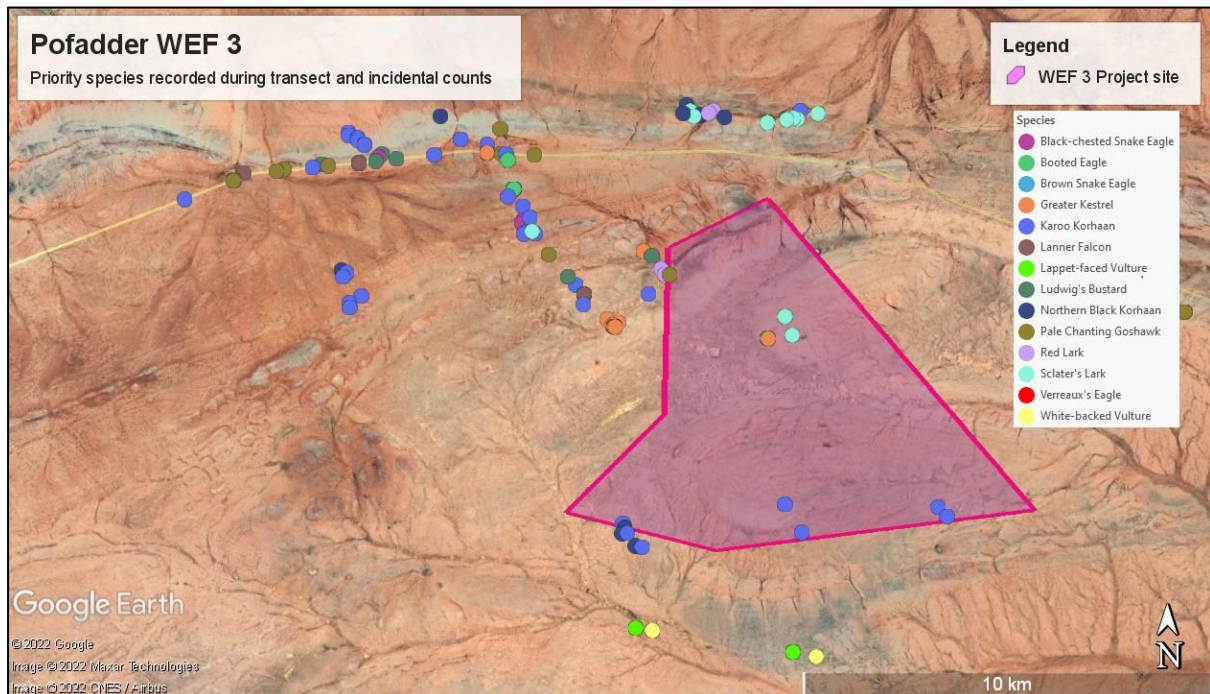 Pofadder WEF 3
Priority species recorded during transect and incidental counts
Legend
WEF 3 Project site
Species
Black-chested Snake Eagle
Booted Eagle
Brown Snake Eagle
Greater Kestrel
Karoo Korhaan
Lanner Falcon
Lappet-faced Vulture
Ludwig's Bustard
Northern Black Korhaan
Pale Chanting Goshawk
Red Lark
Sclater's Lark
Verreaux's Eagle
White-backed Vulture
Google Earth
© 2022 Google
Image © 2022 Maxar Technologies
Image © 2022 CNES / Airbus
N
10 km